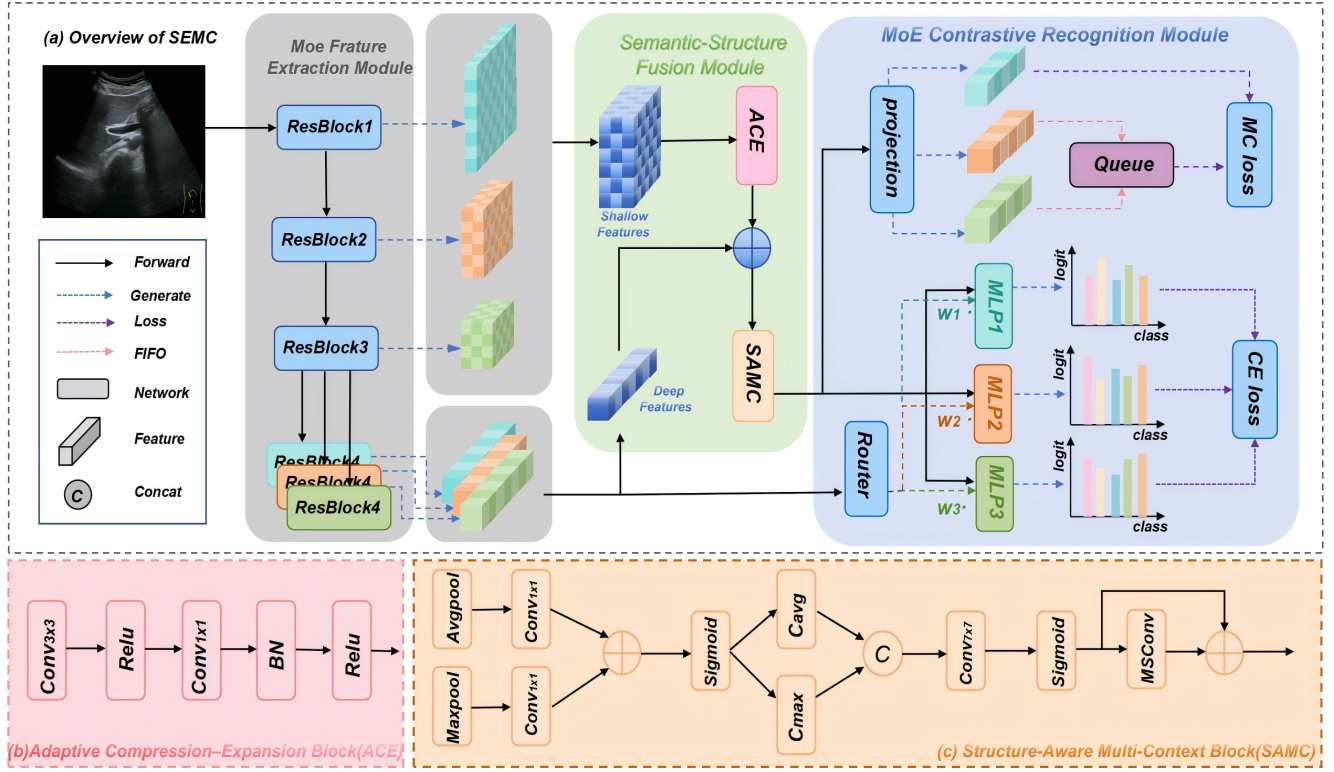 (a) Overview of SEMC
Moe Frature
Extraction Module
ResBlock1
ResBlock2
ResBlock3
ResBlock4
ResBlock4
ResBlock4
Forward
Generate
Loss
FIFO
Network
Feature
C
Concat
Semantic-Structure
Fusion Module
Shallow
Features
ACE
SAMC
Deep
Features
MoE Contrastive Recognition Module
projection
Queue
MC loss
Router
W1 ·
W2 ·
W3 ·
MLP1
MLP2
MLP3
logit
class
logit
class
logit
class
CE loss
Conv3x3
Relu
Conv1x1
BN
Relu
(b)Adaptive Compression–Expansion Block(ACE)
Avgpool
Conv1x1
Maxpool
Conv1x1
Sigmoid
Cavg
Cmax
C
Conv7x7
Sigmoid
MSConv
(c) Structure-Aware Multi-Context Block(SAMC)